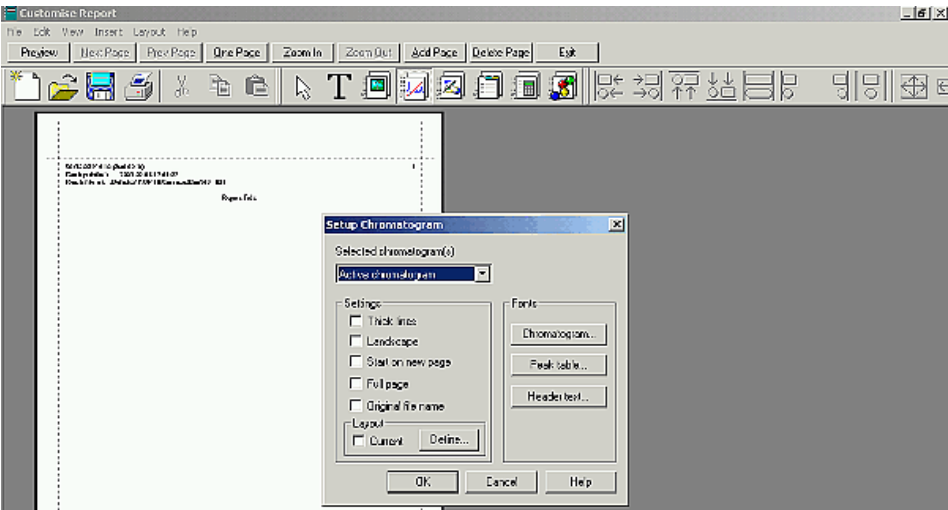 Customise Report
File Edit View Insert Layout Help
Preview Next Page Prev Page One Page Zoom In Zoom Out Add Page Delete Page Exit
T
1
Setup Chromatogram
Selected chromatogram(s)
Active chromatogram
Settings
Thick lines
Landscape
Start on new page
Full page
Original file name
Layout
Current Define...
Fonts
Chromatogram...
Peak table...
Header text...
OK Cancel Help